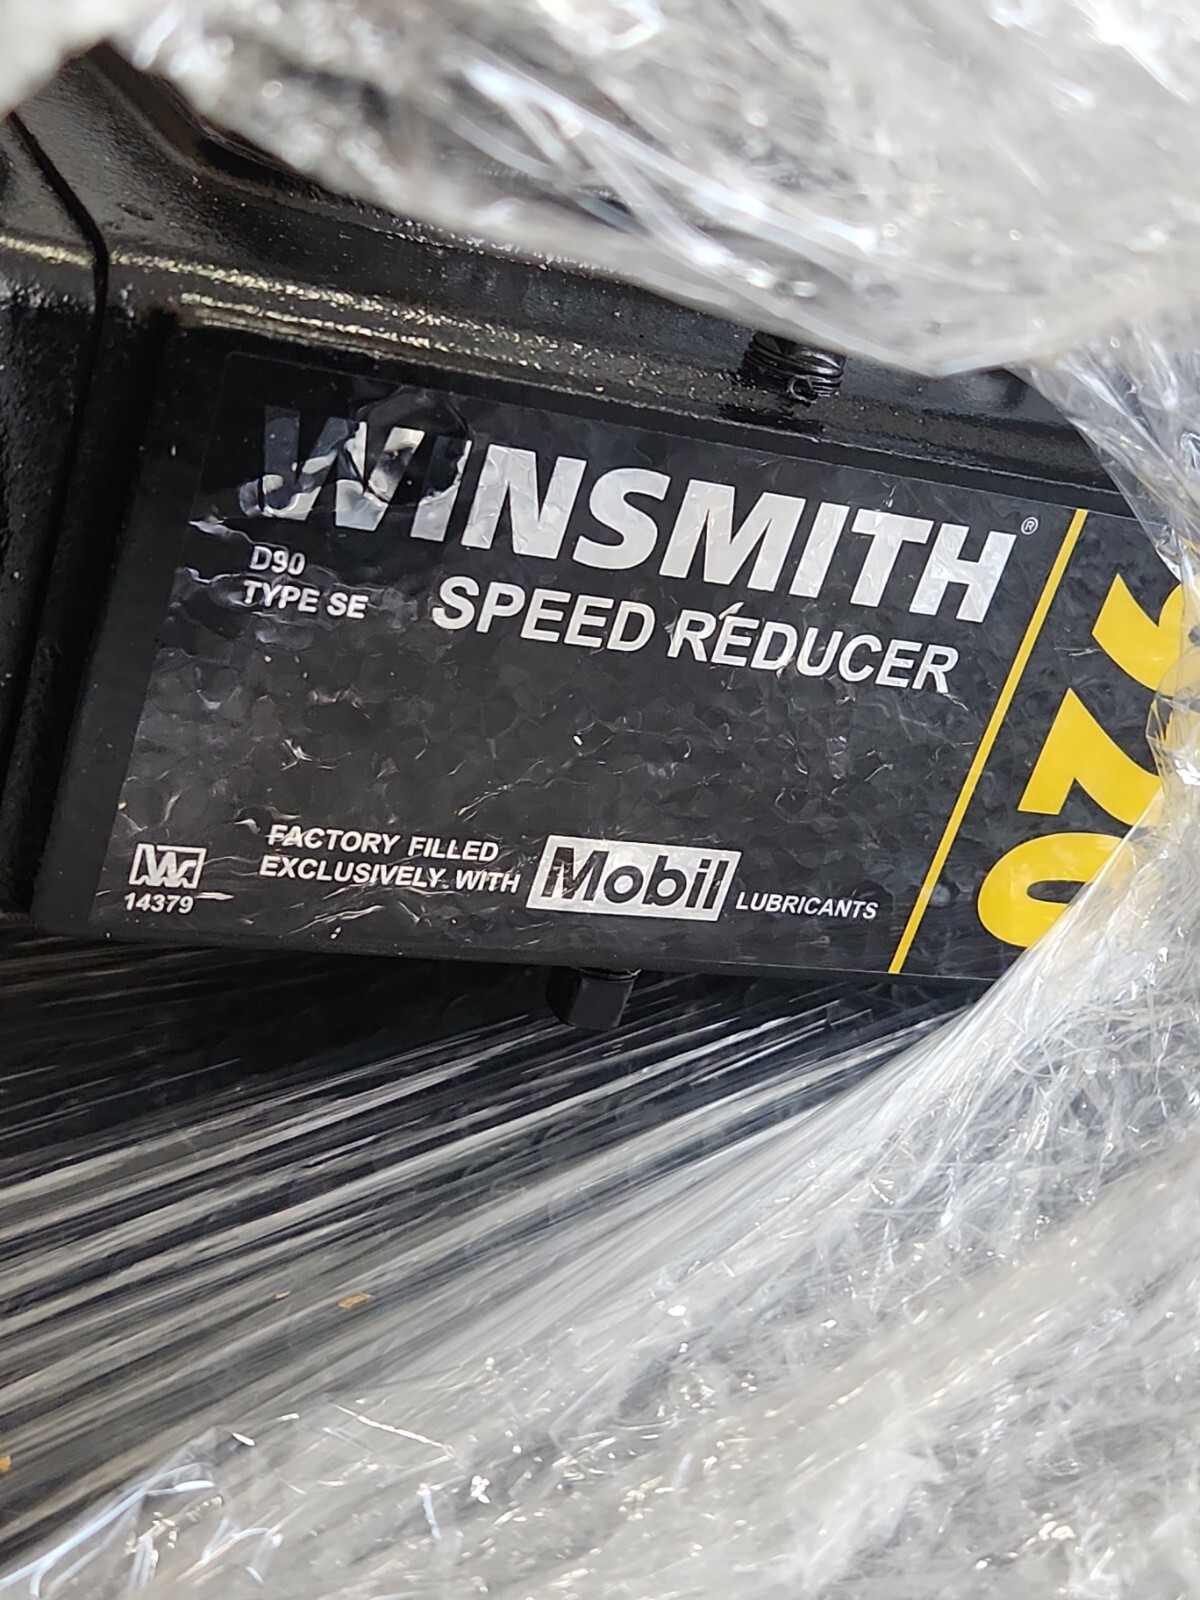 WINSMITH®
D90
TYPE SE
SPEED REDUCER
FACTORY FILLED
EXCLUSIVELY WITH
Mobil
LUBRICANTS
14379